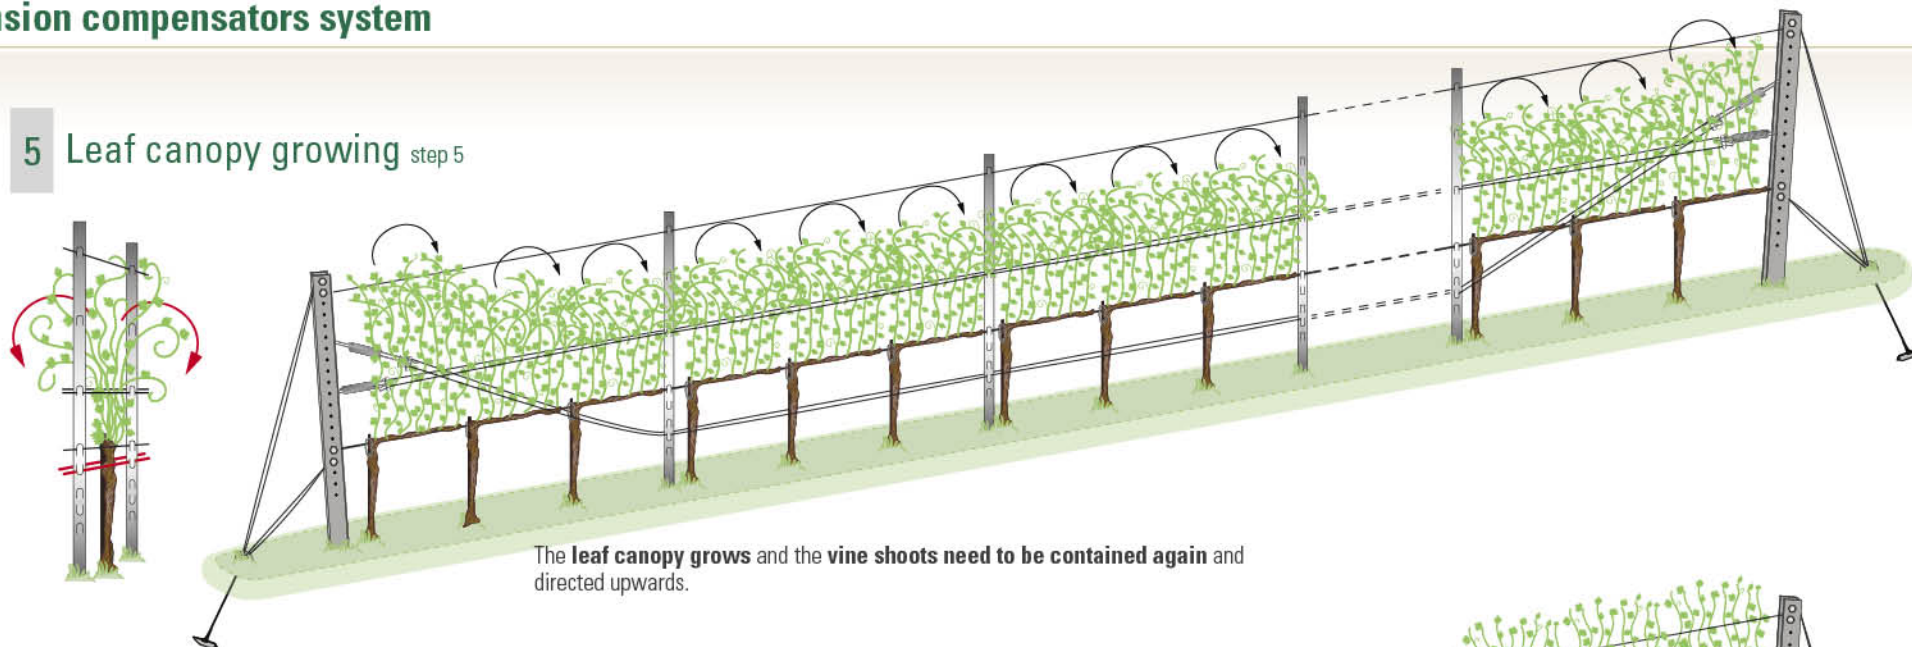 compensators system
5 Leaf canopy growing step 5
The leaf canopy grows and the vine shoots need to be contained again and
directed upwards.